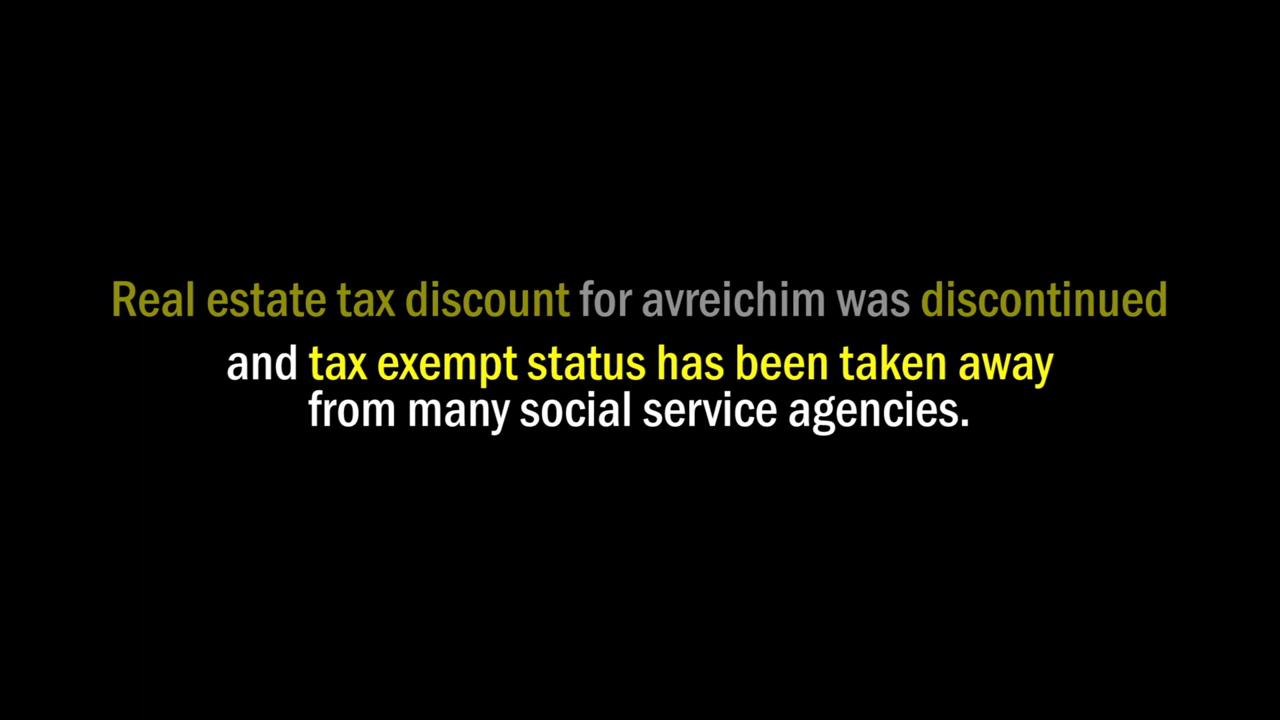 Real estate tax discount for avreichim was discontinued
and tax exempt status has been taken away
from many social service agencies.